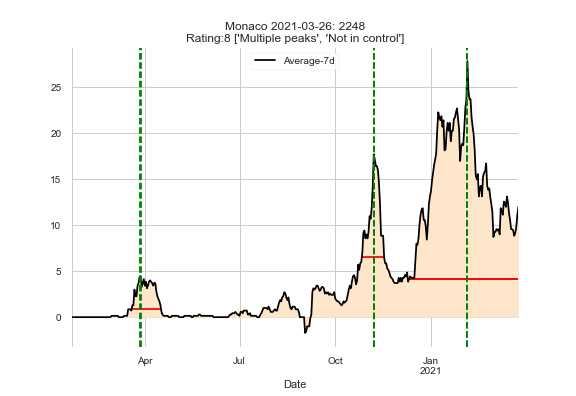 Monaco 2021-03-26: 2248
Rating:8 ['Multiple peaks', 'Not in control']
Average-7d
25
20
15
10
5
0
Apr
Jul
Oct
Jan
2021
Date